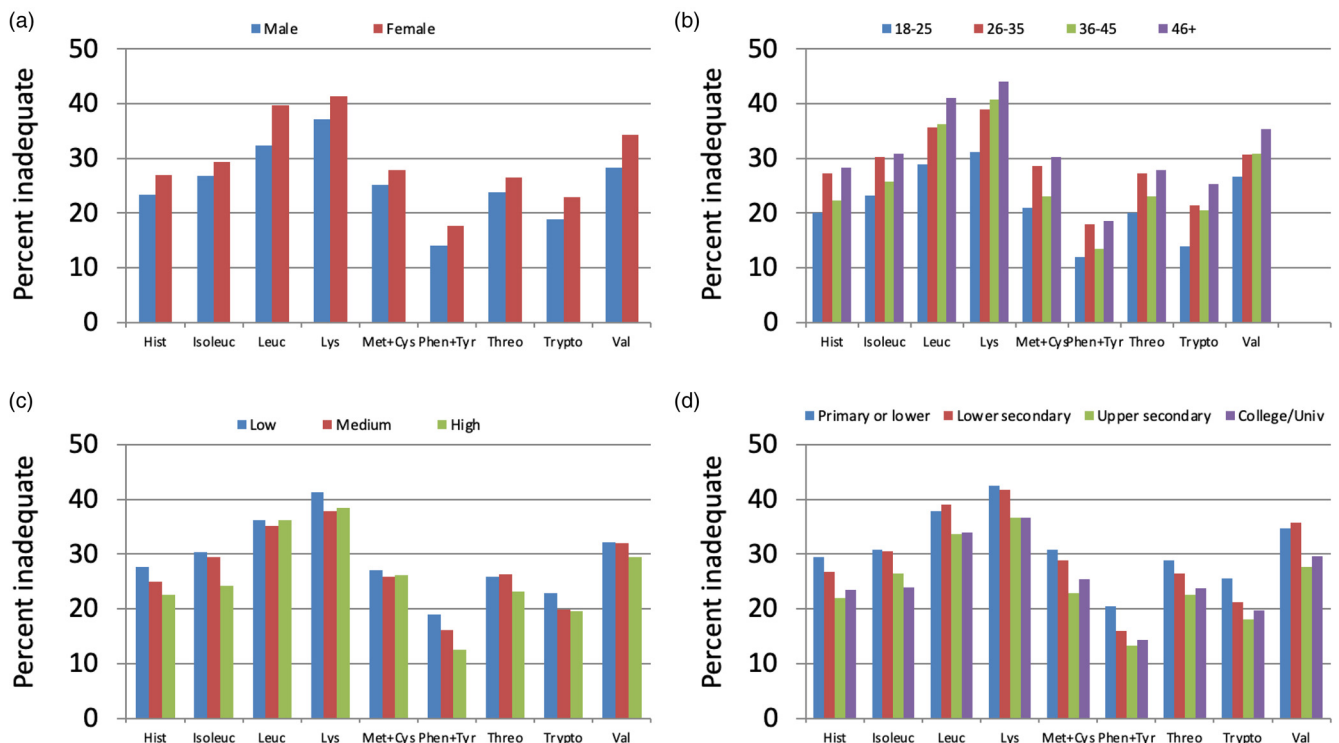 (a)
Male Female
Percent inadequate
50
40
30
20
10
0
Hist Isoleuc Leuc Lys Met+Cys Phen+Tyr Threo Trypto Val
(b)
18-25 26-35 36-45 46+
Percent inadequate
50
40
30
20
10
0
Hist Isoleuc Leuc Lys Met+Cys Phen+Tyr Threo Trypto Val
(c)
Low Medium High
Percent inadequate
50
40
30
20
10
0
Hist Isoleuc Leuc Lys Met+Cys Phen+Tyr Threo Trypto Val
(d)
Primary or lower Lower secondary Upper secondary College/Univ
Percent inadequate
50
40
30
20
10
0
Hist Isoleuc Leuc Lys Met+Cys Phen+Tyr Threo Trypto Val